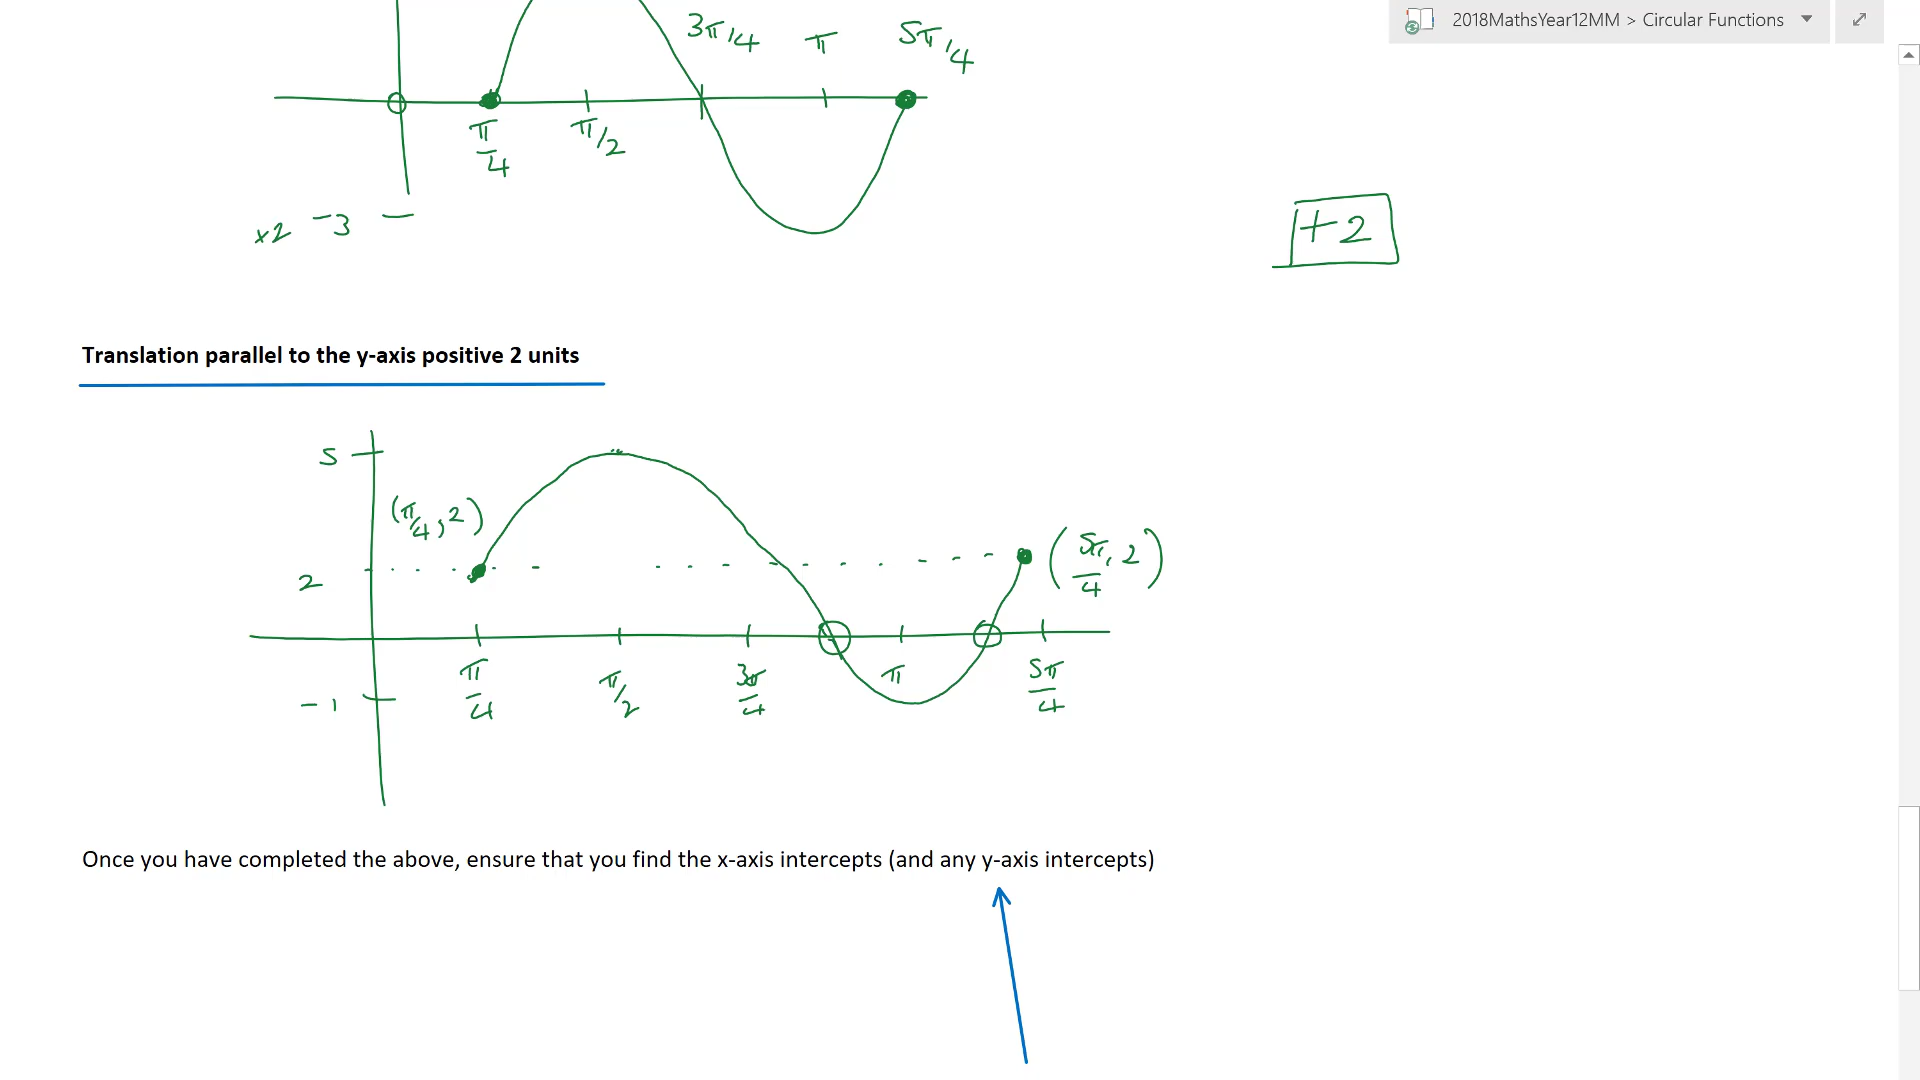 2018MathsYear12MM > Circular Functions
3π/4 π 5π/4
π/4 π/2
x2 -3
+2
Translation parallel to the y-axis positive 2 units
5
(π/4, 2)
(5π/4, 2)
2
π/4 π/2 3π/4 π 5π/4
-1
Once you have completed the above, ensure that you find the x-axis intercepts (and any y-axis intercepts)